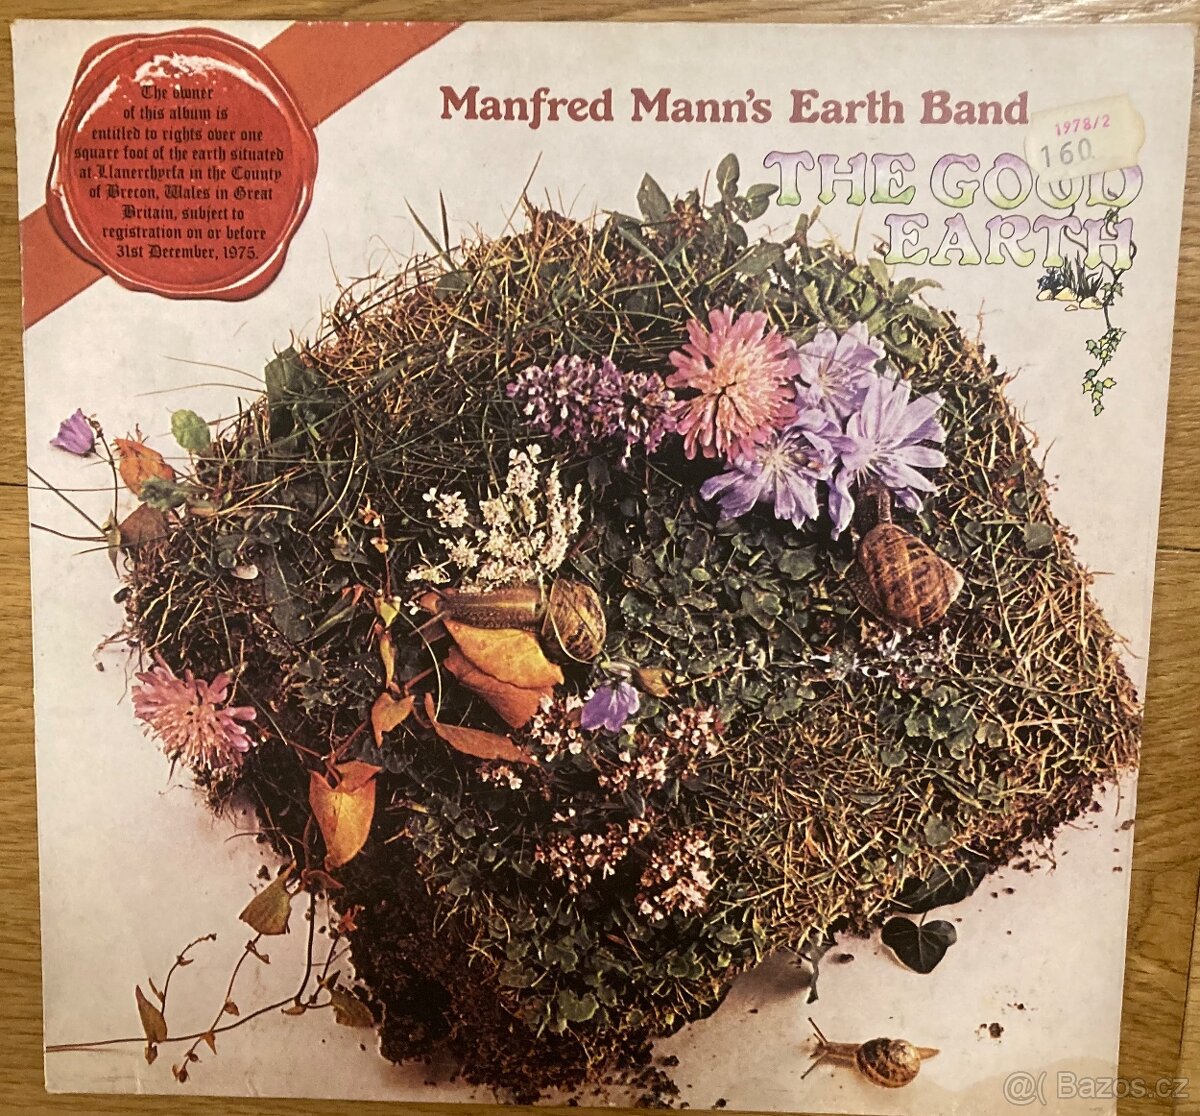 The owner
of this album is
entitled to rights over one
square foot of the earth situated
at Llanerchyrfa in the County
of Brecon, Wales in Great
Britain, subject to
registration on or before
31st December, 1975.
Manfred Mann's Earth Band
1978/2
160.
THE GOOD
EARTH
@( Bazos.cz